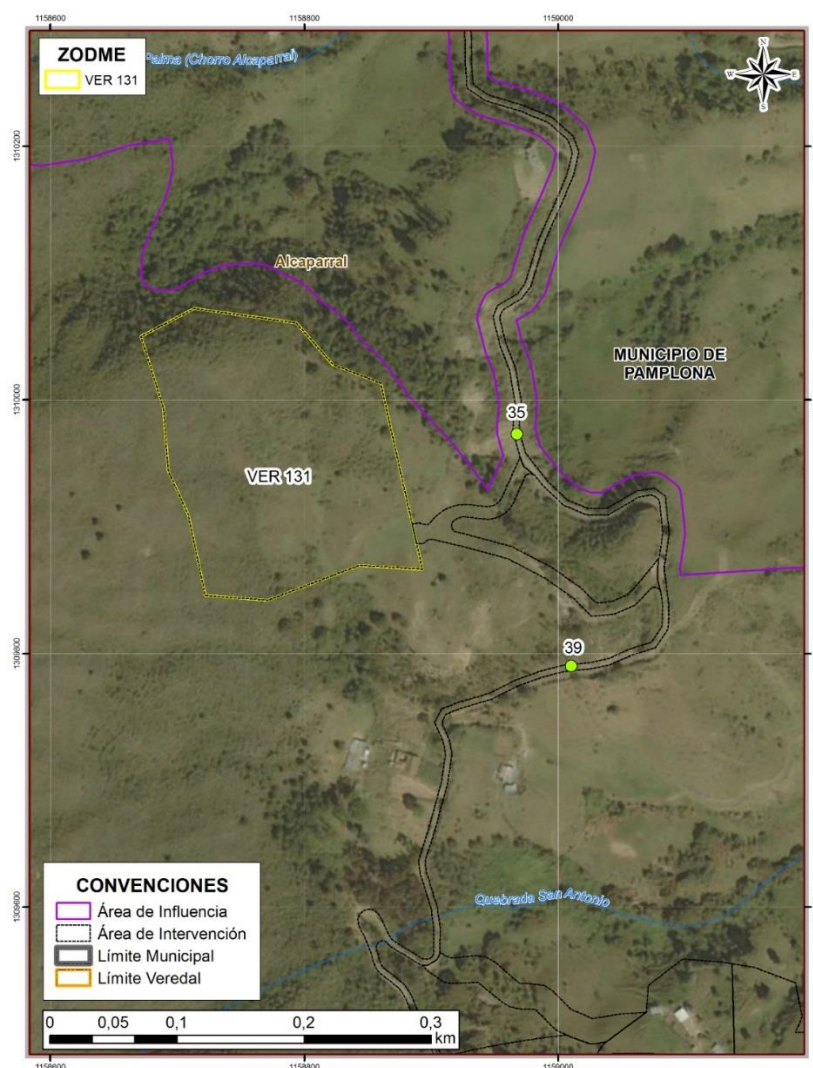 1158600 1158800 1159000
ZODME
VER 131
Palma (Chorro Alcaparral)
N
W E
S
1310200
Alcaparral
MUNICIPIO DE
PAMPLONA
1310000
35
VER 131
1309800
39
CONVENCIONES
Área de Influencia
Área de Intervención
Límite Municipal
Límite Veredal
1309600
Quebrada San Antonio
0 0,05 0,1 0,2 0,3
km
1158600 1158800 1159000